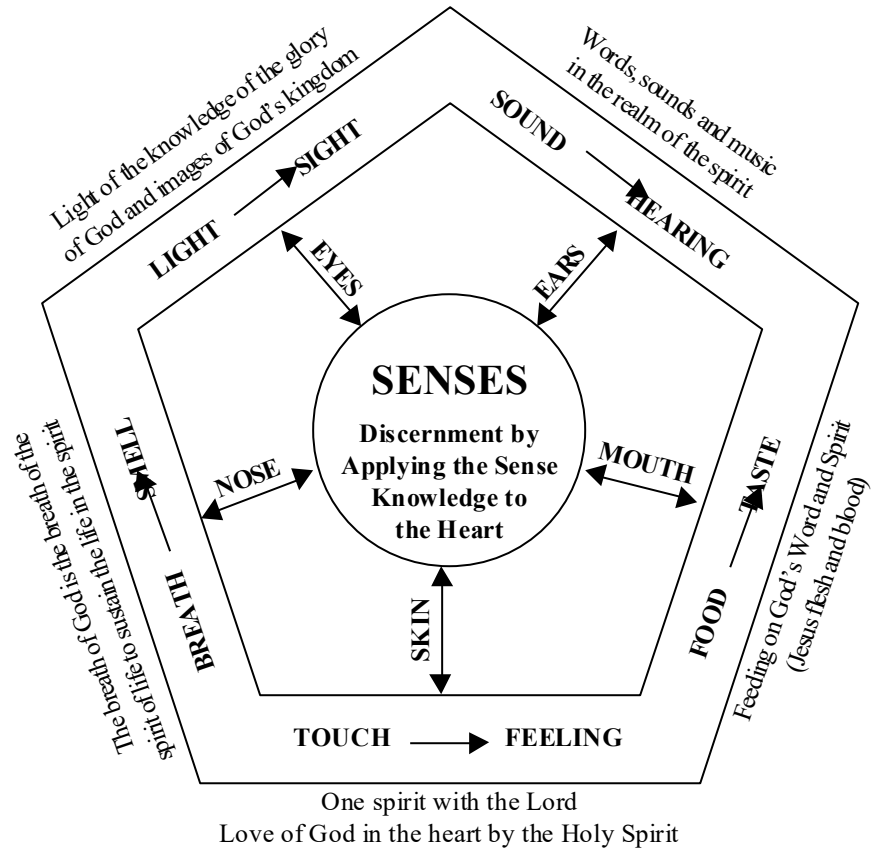 Light of the knowledge of the glory
of God and images of God's kingdom
Words, sounds and music
in the realm of the spirit
LIGHT
SIGHT
SOUND
HEARING
EYES
EARS
SENSES
Discernment by
Applying the Sense
Knowledge to
the Heart
NOSE
MOUTH
SKIN
SMELL
BREATH
TASTE
FOOD
The breath of God is the breath of the
spirit of life to sustain the life in the spirit
Feeding on God's Word and Spirit
(Jesus flesh and blood)
TOUCH
FEELING
One spirit with the Lord
Love of God in the heart by the Holy Spirit